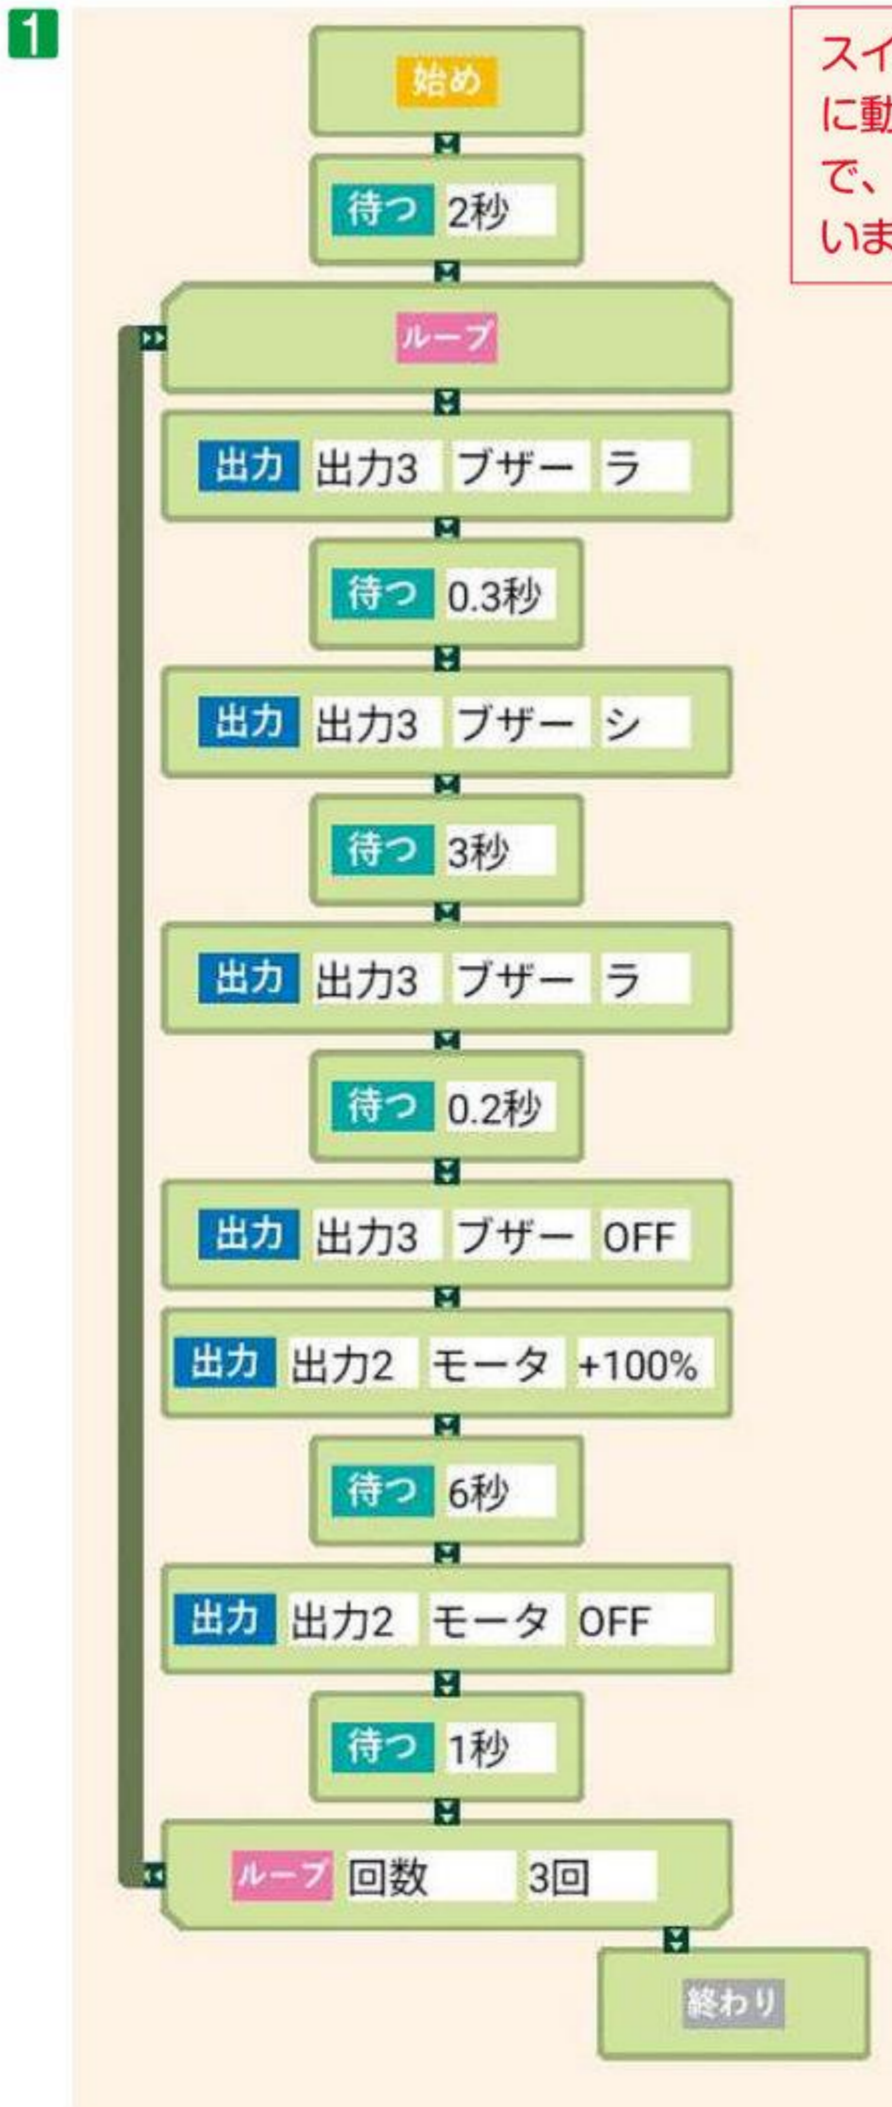 1
始め
待つ 2秒
ループ
出力 出力3 ブザー ラ
待つ 0.3秒
出力 出力3 ブザー シ
待つ 3秒
出力 出力3 ブザー ラ
待つ 0.2秒
出力 出力3 ブザー OFF
出力 出力2 モータ +100%
待つ 6秒
出力 出力2 モータ OFF
待つ 1秒
ループ 回数 3回
終わり
スイ
に動
で、
いま